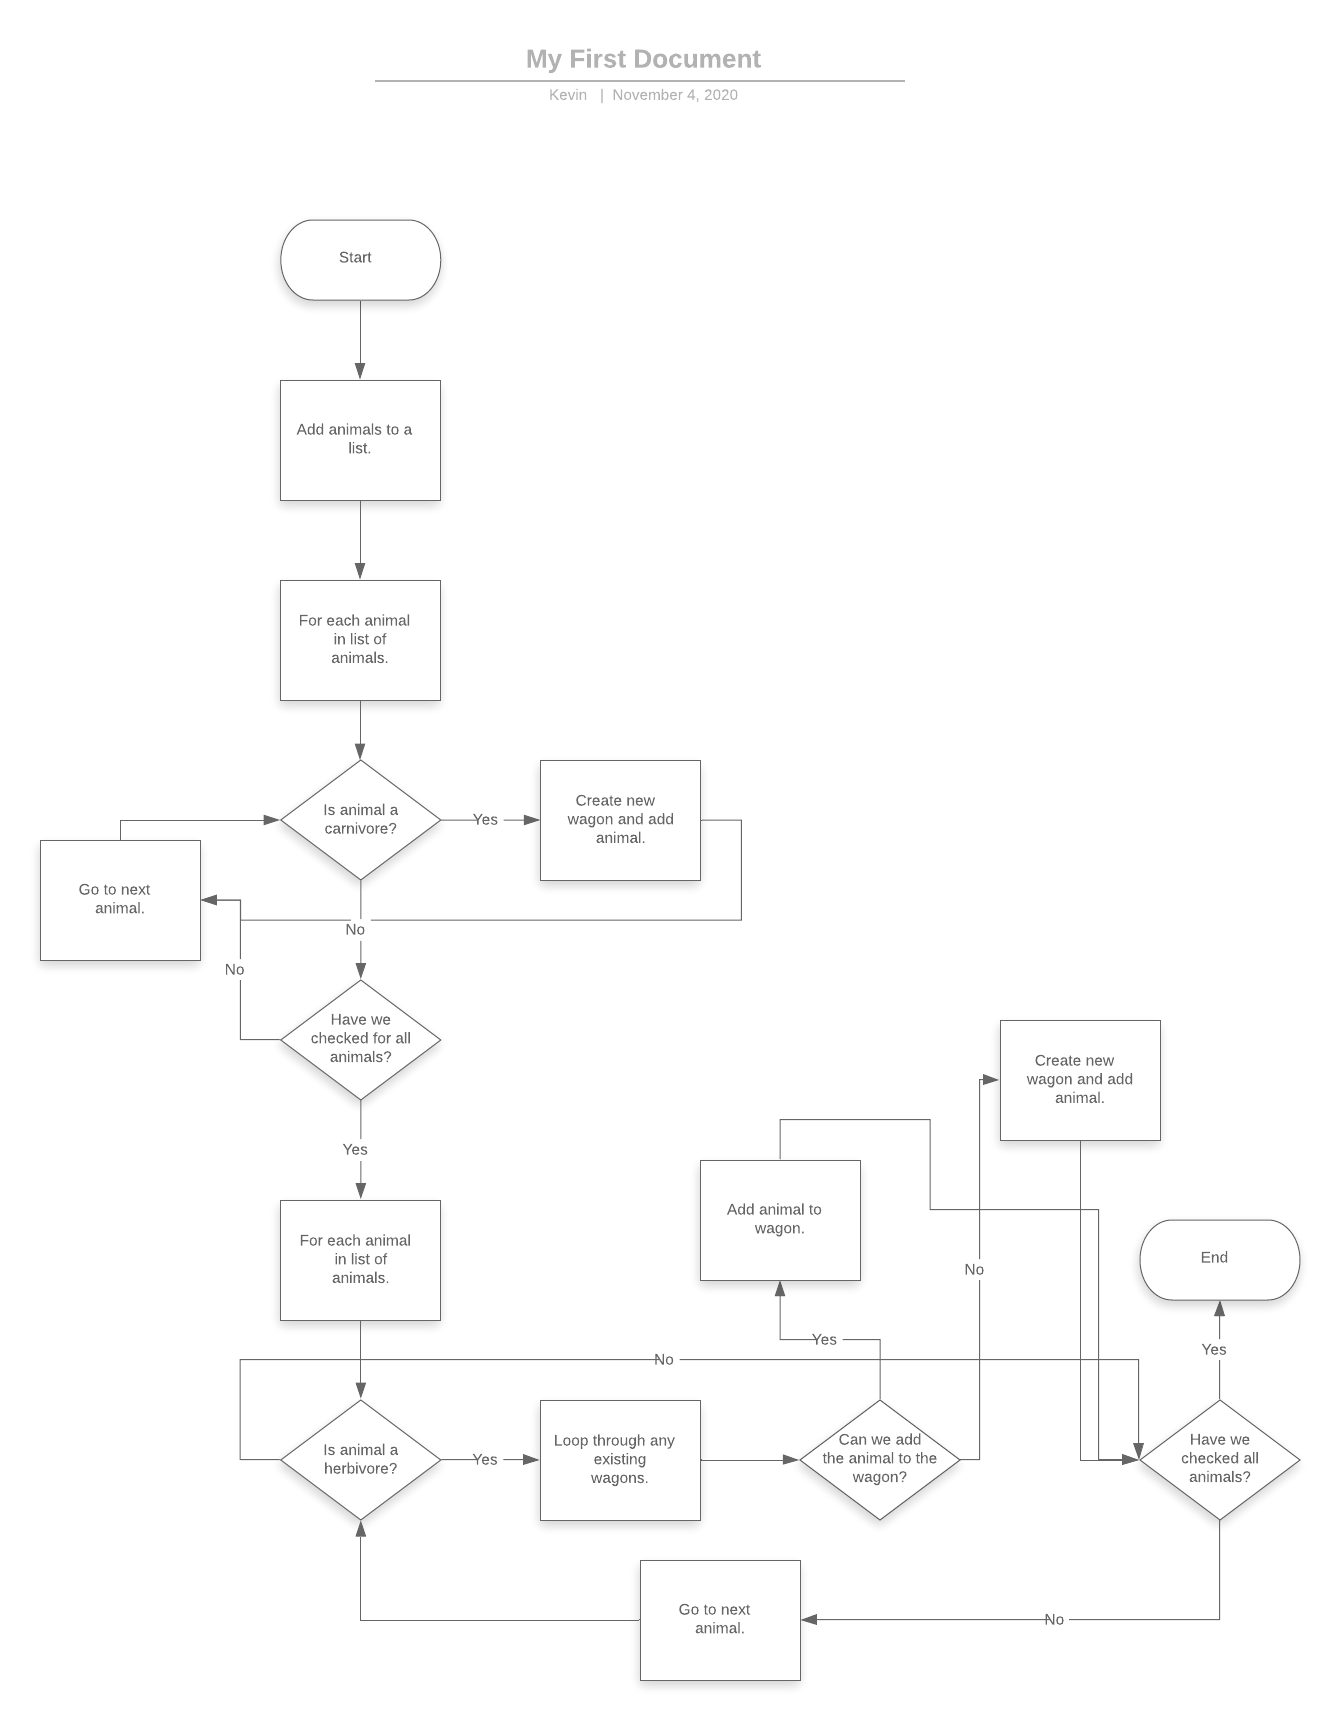 My First Document
Kevin | November 4, 2020
Start
Add animals to a
list.
For each animal
in list of
animals.
Is animal a
carnivore?
Yes
Create new
wagon and add
animal.
Go to next
animal.
No
No
Have we
checked for all
animals?
Yes
For each animal
in list of
animals.
Is animal a
herbivore?
Yes
No
Loop through any
existing
wagons.
Can we add
the animal to the
wagon?
Yes
Add animal to
wagon.
No
Create new
wagon and add
animal.
Have we
checked all
animals?
Yes
End
No
Go to next
animal.